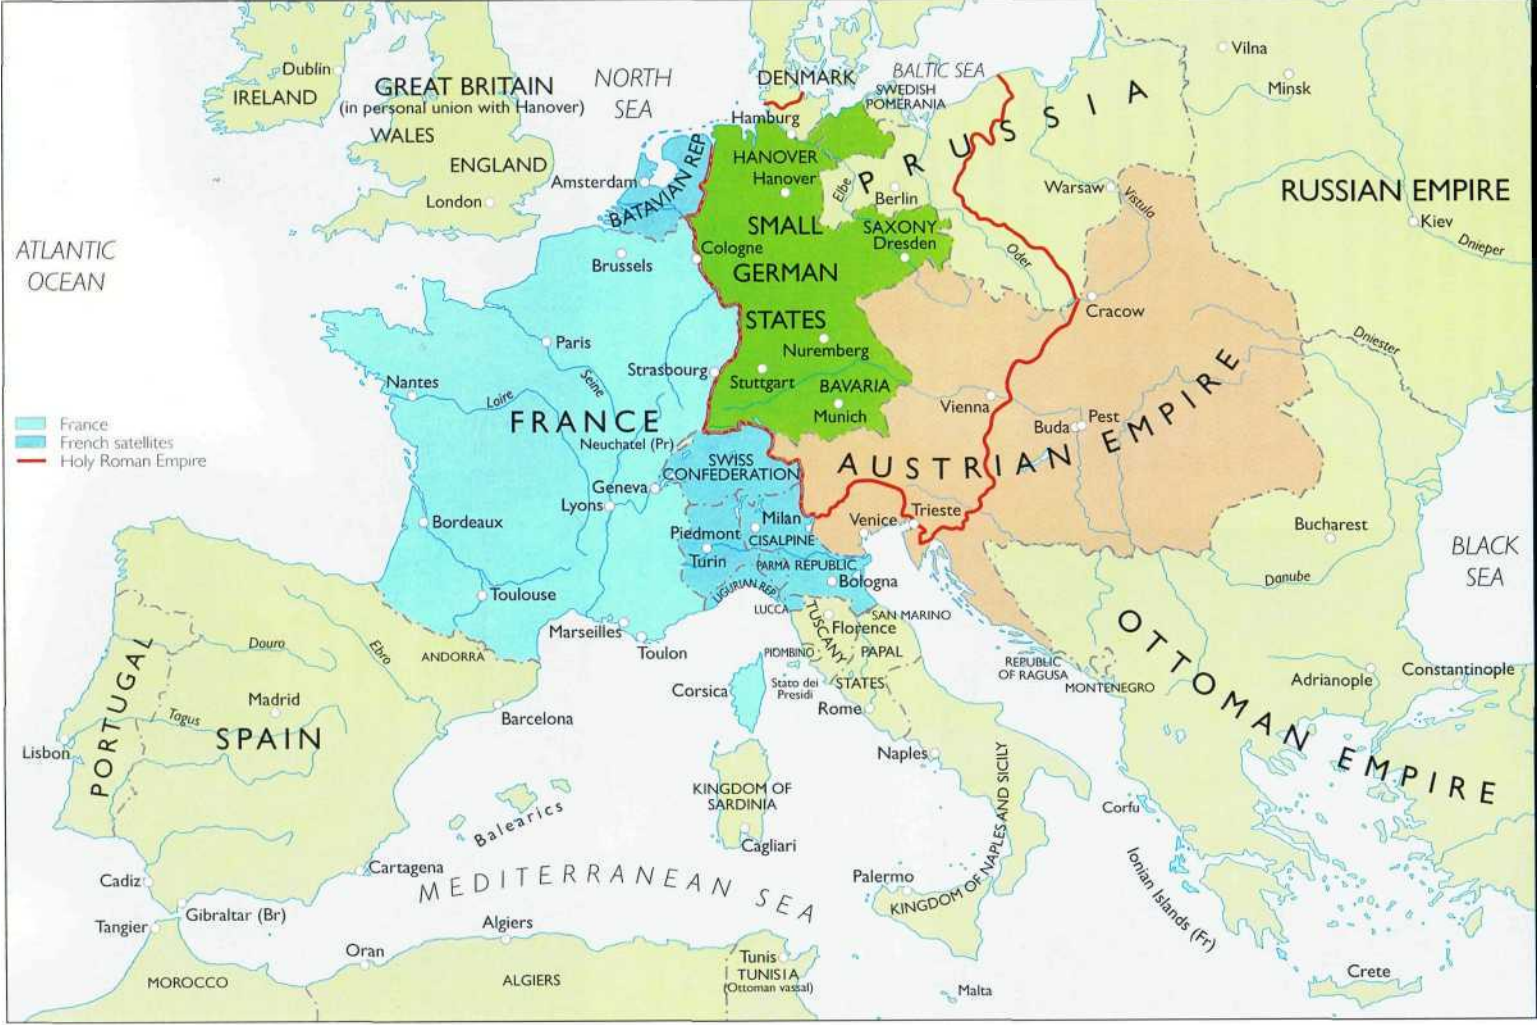 Dublin
IRELAND
GREAT BRITAIN
(in personal union with Hanover)
WALES
ENGLAND
London
NORTH
SEA
DENMARK
BALTIC SEA
SWEDISH
POMERANIA
Hamburg
HANOVER
Hanover
Elbe
PRUSSIA
Berlin
Vilna
Minsk
Warsaw
Vistula
RUSSIAN EMPIRE
Kiev
Dnieper
ATLANTIC
OCEAN
Amsterdam
BATAVIAN REP
Brussels
Cologne
SMALL
GERMAN
STATES
SAXONY
Dresden
Oder
Cracow
Dniester
Paris
Strasbourg
Nuremberg
Stuttgart
BAVARIA
Munich
Nantes
Loire
Seine
FRANCE
Neuchatel (Pr)
Vienna
Buda
Pest
AUSTRIAN EMPIRE
France
French satellites
Holy Roman Empire
SWISS
CONFEDERATION
Geneva
Lyons
Bordeaux
Piedmont
Turin
Milan
CISALPINE
PARMA REPUBLIC
LIGURIAN REP
Bologna
Venice
Trieste
Bucharest
Danube
BLACK
SEA
Toulouse
Marseilles
Toulon
LUCCA
TUSCANY
Florence
SAN MARINO
PIOMBINO
PAPAL
STATES
Stato dei
Presidi
Rome
REPUBLIC
OF RAGUSA
MONTENEGRO
OTTOMAN EMPIRE
Adrianople
Constantinople
ANDORRA
Douro
Ebro
PORTUGAL
Madrid
Tagus
SPAIN
Lisbon
Barcelona
Corsica
Naples
KINGDOM OF
SARDINIA
Cagliari
KINGDOM OF NAPLES AND SICILY
Palermo
Corfu
Ionian Islands (Fr)
Balearics
Cartagena
MEDITERRANEAN SEA
Cadiz
Gibraltar (Br)
Tangier
Algiers
Oran
MOROCCO
ALGIERS
Tunis
TUNISIA
(Ottoman vassal)
Malta
Crete